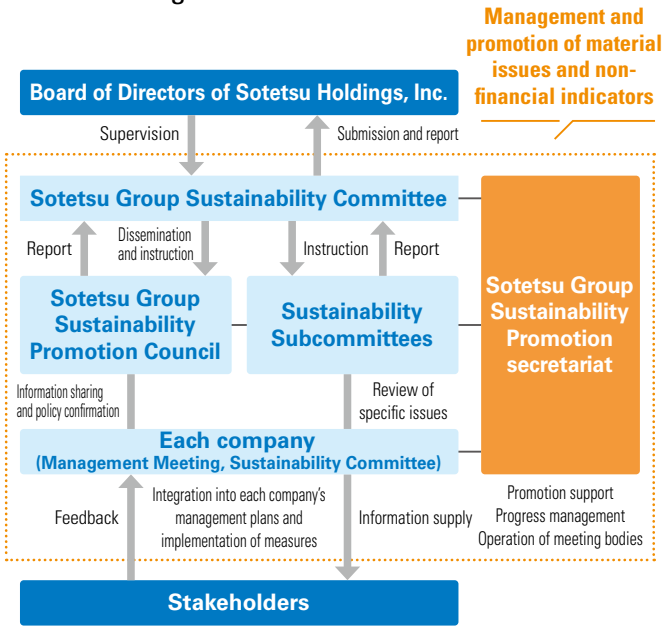 Management and
promotion of material
issues and non-
financial indicators
Board of Directors of Sotetsu Holdings, Inc.
Supervision
Submission and report
Sotetsu Group Sustainability Committee
Report
Dissemination
and instruction
Instruction
Report
Sotetsu Group
Sustainability
Promotion Council
Sustainability
Subcommittees
Sotetsu Group
Sustainability
Promotion
secretariat
Information sharing
and policy confirmation
Review of
specific issues
Each company
(Management Meeting, Sustainability Committee)
Feedback
Integration into each company's
management plans and
implementation of measures
Information supply
Promotion support
Progress management
Operation of meeting bodies
Stakeholders